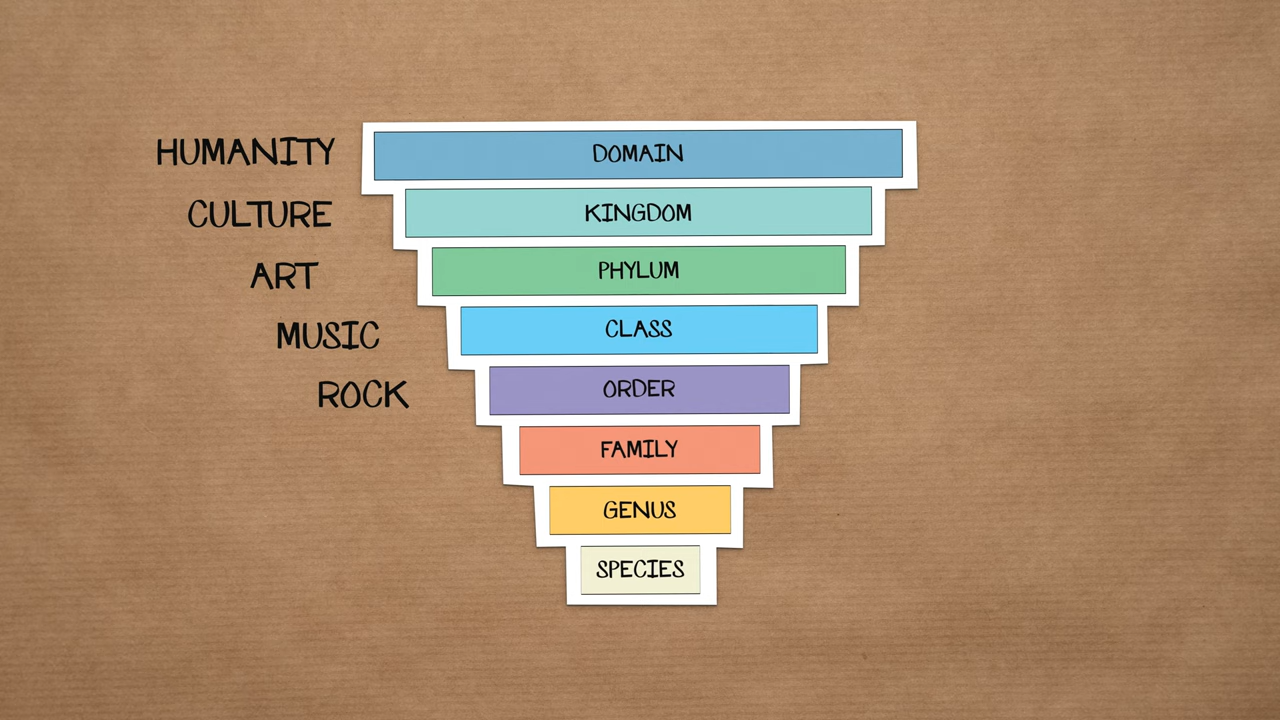 HUMANITY DOMAIN
CULTURE KINGDOM
ART PHYLUM
MUSIC CLASS
ROCK ORDER
FAMILY
GENUS
SPECIES